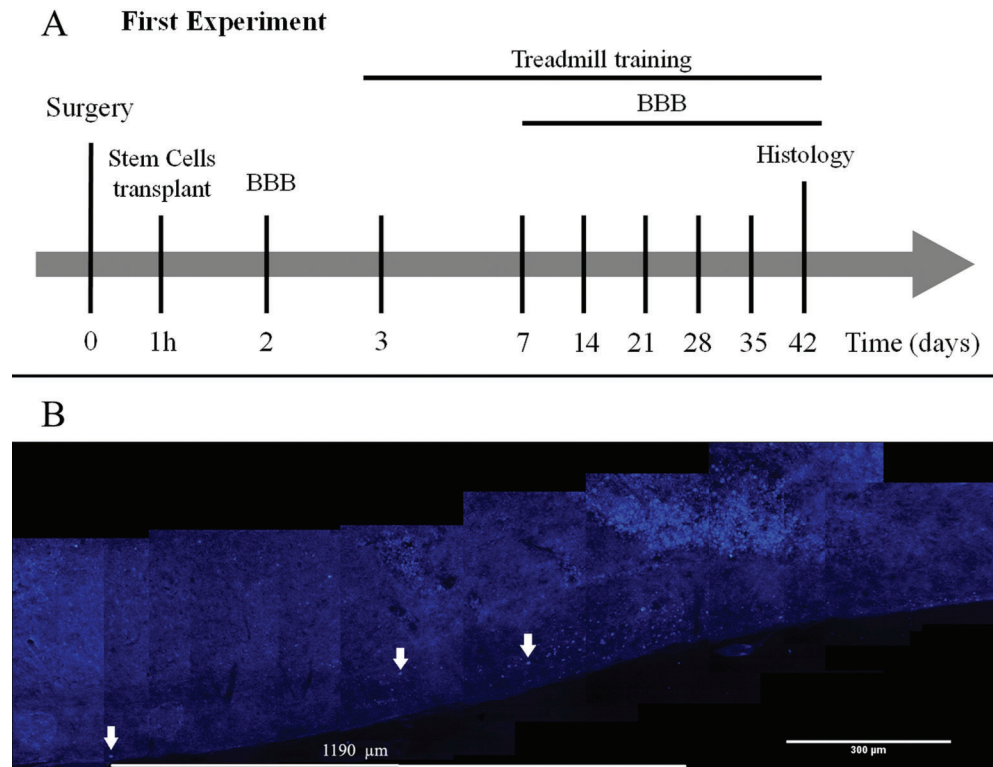 A
First Experiment
Treadmill training
BBB
Surgery
Stem Cells
transplant
BBB
Histology
0 1h 2 3 7 14 21 28 35 42 Time (days)
B
1190 µm
300 µm